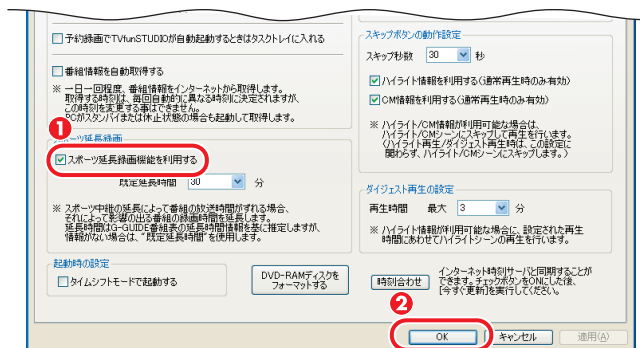 予約録画でTVfunSTUDIOが自動起動するときはタスクトレイに入れる
番組情報を自動取得する
※ 一日一回程度、番組情報をインターネットから取得します。
取得する時刻は、毎回自動的に異なる時刻に決定されますが、
この時刻を変更する事はできません。
PCがスタンバイまたは休止状態の場合も起動して取得します。
1
スポーツ延長録画
スポーツ延長録画機能を利用する
既定延長時間 30 分
※ スポーツ中継の延長によって番組の放送時間がずれる場合、
それによって影響の出る番組の録画時間を延長します。
延長時間はG-GUIDE番組表の延長時間情報を基に推定しますが、
情報がない場合は、"既定延長時間"を使用します。
起動時の設定
タイムシフトモードで起動する
DVD-RAMディスクを
フォーマットする
スキップボタンの動作設定
スキップ秒数 30 秒
ハイライト情報を利用する(通常再生時のみ有効)
CM情報を利用する(通常再生時のみ有効)
※ ハイライト/CM情報が利用可能な場合は、
ハイライト/CMシーンにスキップして再生を行います。
(ハイライト再生/ダイジェスト再生時は、この設定に
関わらず、ハイライト/CMシーンにスキップします。)
ダイジェスト再生の設定
再生時間 最大 3 分
※ ハイライト情報が利用可能な場合に、設定された再生
時間にあわせてハイライトシーンの再生を行います。
時刻合わせ
インターネット時刻サーバと同期することが
できます。チェックボタンをONにした後、
[今すぐ更新]を実行してください。
2
OK キャンセル 適用(A)